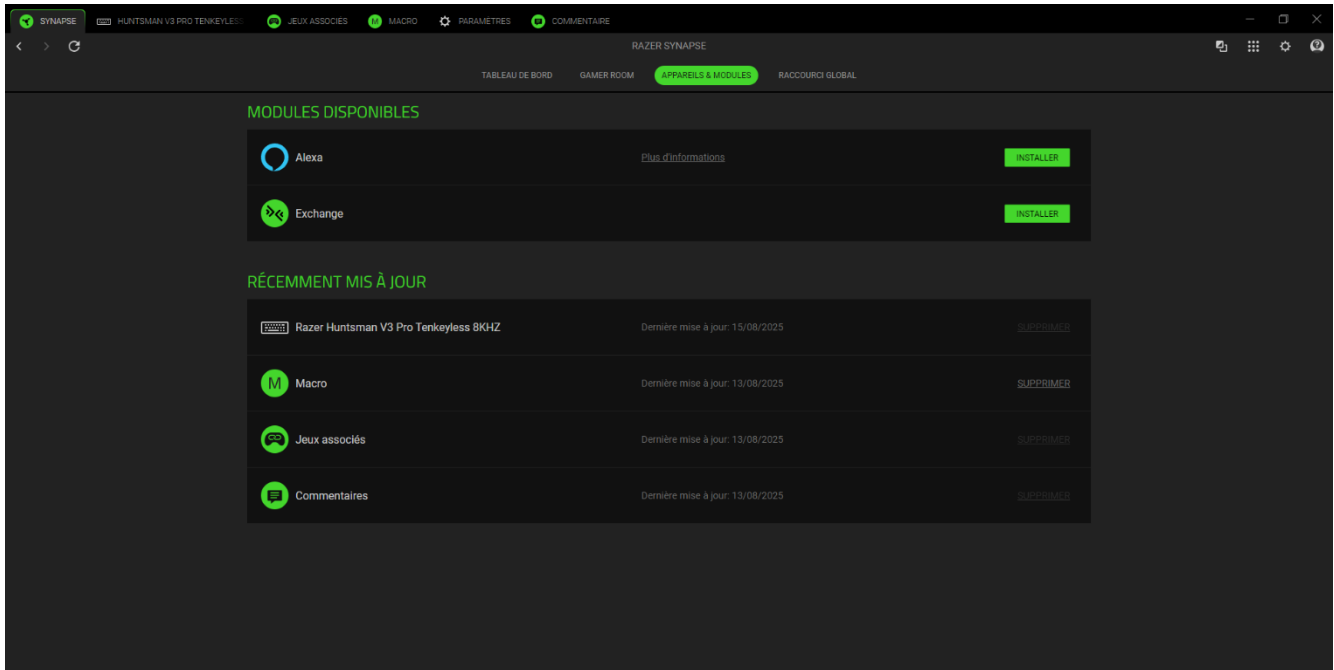 SYNAPSE HUNTSMAN V3 PRO TENKEYLESS JEUX ASSOCIÉS M MACRO PARAMÈTRES COMMENTAIRE
RAZER SYNAPSE
TABLEAU DE BORD GAMER ROOM APPAREILS & MODULES RACCOURCI GLOBAL
MODULES DISPONIBLES
Alexa Plus d'informations INSTALLER
Exchange INSTALLER
RÉCEMMENT MIS À JOUR
Razer Huntsman V3 Pro Tenkeyless 8KHZ Dernière mise à jour: 15/08/2025 SUPPRIMER
M Macro Dernière mise à jour: 13/08/2025 SUPPRIMER
Jeux associés Dernière mise à jour: 13/08/2025 SUPPRIMER
Commentaires Dernière mise à jour: 13/08/2025 SUPPRIMER